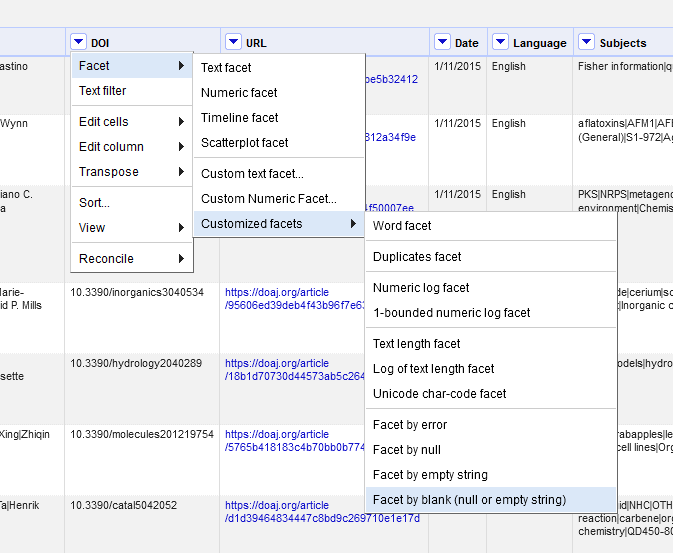 DOI URL Date Language Subjects
Facet
Text filter
Edit cells
Edit column
Transpose
Sort...
View
Reconcile
Text facet
Numeric facet
Timeline facet
Scatterplot facet
Custom text facet...
Custom Numeric Facet...
Customized facets
Word facet
Duplicates facet
Numeric log facet
1-bounded numeric log facet
Text length facet
Log of text length facet
Unicode char-code facet
Facet by error
Facet by null
Facet by empty string
Facet by blank (null or empty string)
astino 1/11/2015 English Fisher information|qu
be5b32412
Wynn 1/11/2015 English aflatoxins|AFM1|AFL
312a34f9e (General)|S1-972|Ag
iano C. 1/11/2015 English PKS|NRPS|metageno
a 4f50007ee environment|Chemis
arie- 10.3390/inorganics3040534 https://doaj.org/article de|cerium|sc
id P. Mills /95606ed39deb4f43b96f7e63 |Inorganic c
10.3390/hydrology2040289 https://doaj.org/article odels|hydro
sette /18b1d70730d44573ab5c264
Xing|Zhiqin 10.3390/molecules201219754 https://doaj.org/article rabapples|le
/5765b418183c4b70bb0b774 cell lines|Org
Ta|Henrik 10.3390/catal5042052 https://doaj.org/article id|NHC|OTH
/d1d39464834447c8bd9c269710e1e17d reaction|carbene|org
chemistry|QD450-80